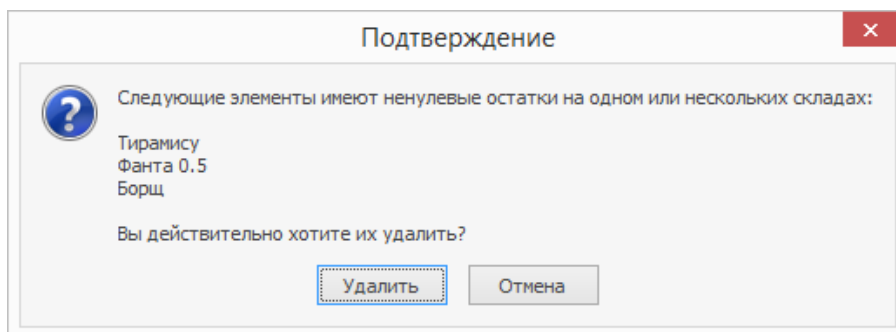 Подтверждение
Следующие элементы имеют ненулевые остатки на одном или нескольких складах:
Тирамису
Фанта 0.5
Борщ
Вы действительно хотите их удалить?
Удалить
Отмена